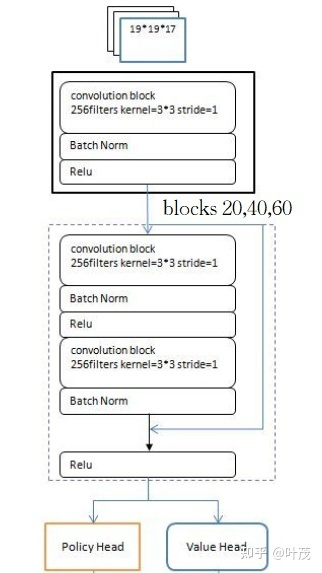 19*19*17
convolution block
256filters kernel=3*3 stride=1
Batch Norm
Relu
blocks 20,40,60
convolution block
256filters kernel=3*3 stride=1
Batch Norm
Relu
convolution block
256filters kernel=3*3 stride=1
Batch Norm
Relu
Policy Head
Value Head
知乎 @叶茂